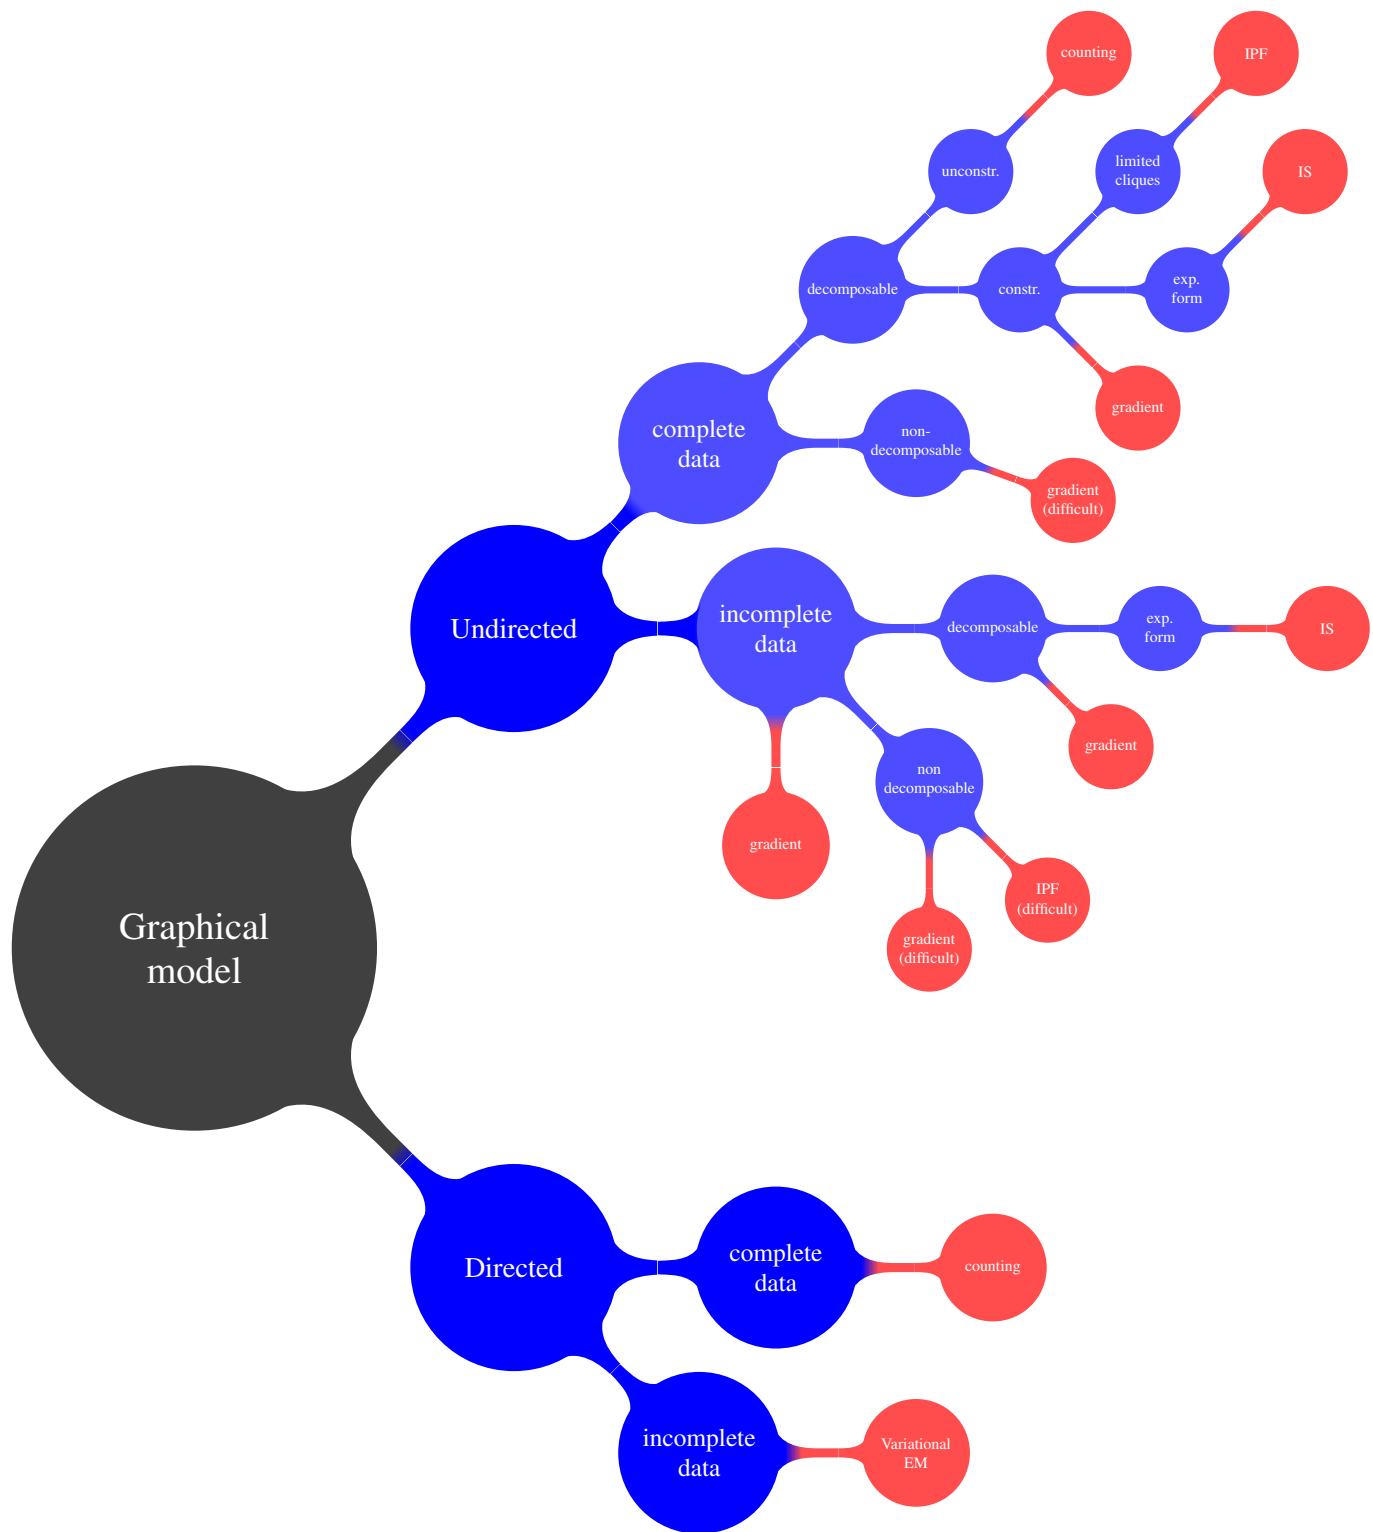 counting
IPF
unconstr.
limited
cliques
IS
decomposable
constr.
exp.
form
gradient
complete
data
non-
decomposable
gradient
(difficult)
Undirected
incomplete
data
decomposable
exp.
form
IS
gradient
non
decomposable
gradient
IPF
(difficult)
gradient
(difficult)
Graphical
model
Directed
complete
data
counting
incomplete
data
Variational
EM